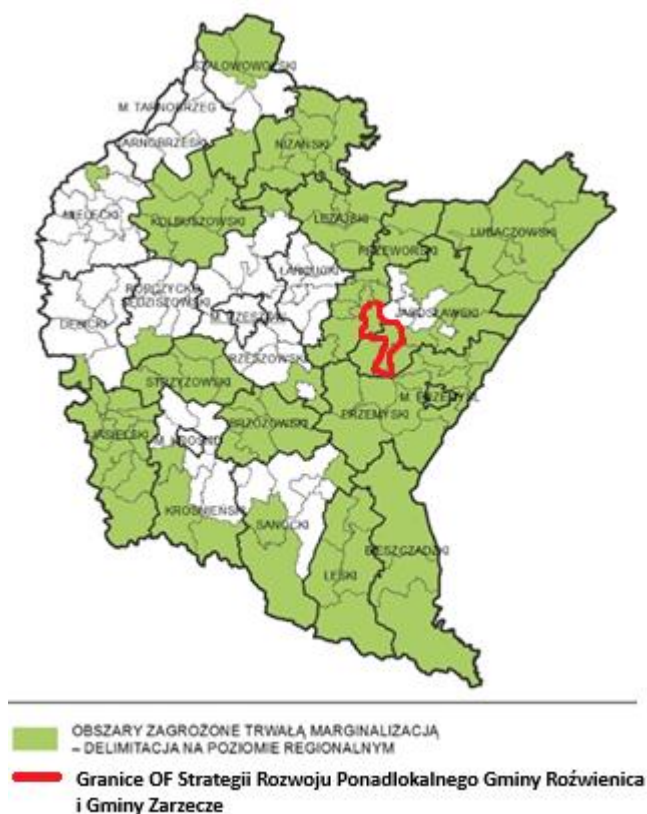 STALOWOWOLSKI
M. TARNOBRZEG
TARNOBRZESKI
NIŻAŃSKI
MIELECKI
KOLBUSZOWSKI
LEŻAJSKI
LUBACZOWSKI
PRZEWORSKI
ŁAŃCUCKI
ROPCZYCKO
SĘDZISZOWSKI
M. RZESZÓW
JAROSŁAWSKI
DĘBICKI
RZESZOWSKI
STRZYŻOWSKI
M. PRZEMYŚL
PRZEMYSKI
JASIELSKI
M. KROSNO
BRZOZOWSKI
KROŚNIEŃSKI
SANOCKI
BIESZCZADZKI
LESKI
OBSZARY ZAGROŻONE TRWAŁĄ MARGINALIZACJĄ
– DELIMITACJA NA POZIOMIE REGIONALNYM
Granice OF Strategii Rozwoju Ponadlokalnego Gminy Roźwienica
i Gminy Zarzecze